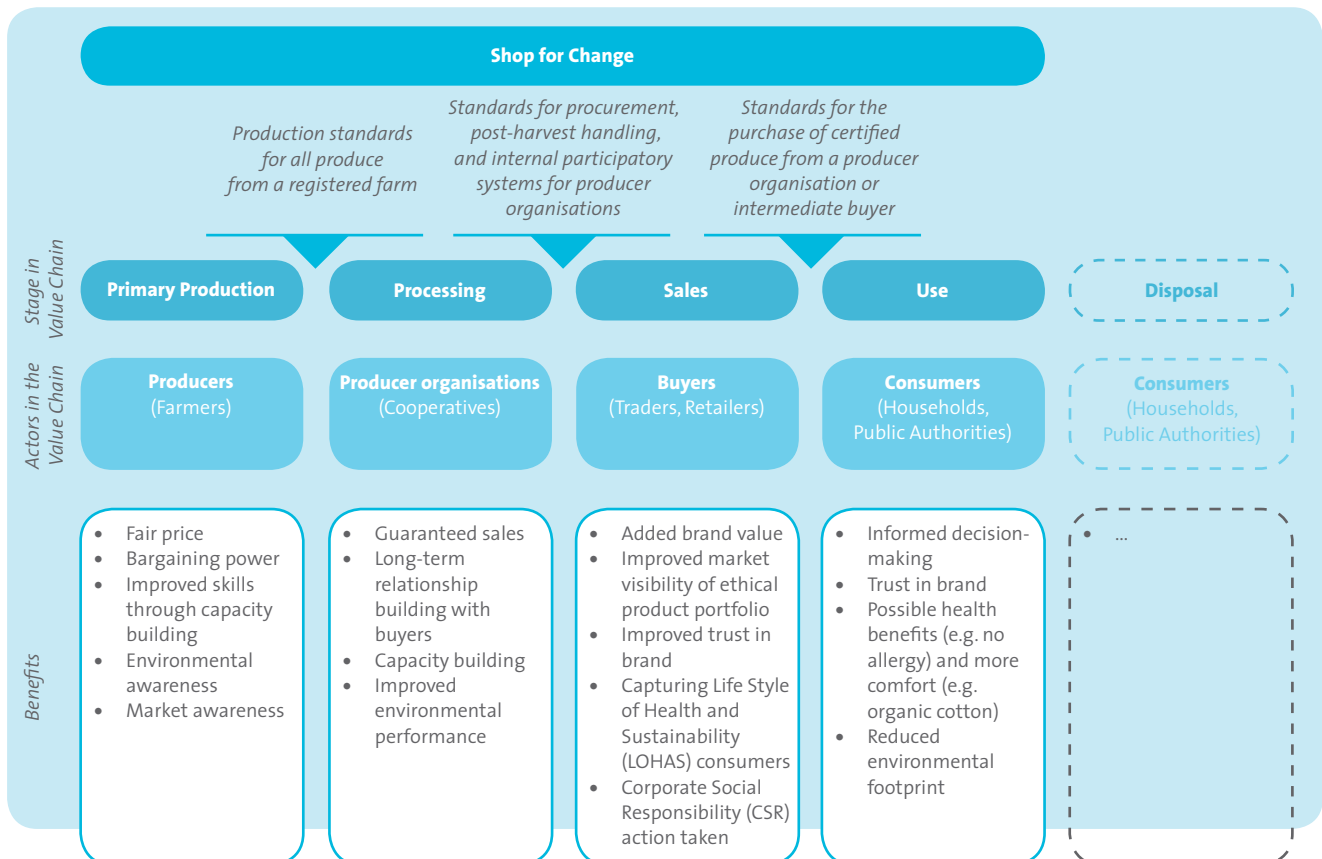 Shop for Change
Production standards
for all produce
from a registered farm
Standards for procurement,
post-harvest handling,
and internal participatory
systems for producer
organisations
Standards for the
purchase of certified
produce from a producer
organisation or
intermediate buyer
Stage in
Value Chain
Primary Production
Processing
Sales
Use
Disposal
Actors in the
Value Chain
Producers
(Farmers)
Producer organisations
(Cooperatives)
Buyers
(Traders, Retailers)
Consumers
(Households,
Public Authorities)
Consumers
(Households,
Public Authorities)
Benefits
• Fair price
• Bargaining power
• Improved skills
through capacity
building
• Environmental
awareness
• Market awareness
• Guaranteed sales
• Long-term
relationship
building with
buyers
• Capacity building
• Improved
environmental
performance
• Added brand value
• Improved market
visibility of ethical
product portfolio
• Improved trust in
brand
• Capturing Life Style
of Health and
Sustainability
(LOHAS) consumers
• Corporate Social
Responsibility (CSR)
action taken
• Informed decision-
making
• Trust in brand
• Possible health
benefits (e.g. no
allergy) and more
comfort (e.g.
organic cotton)
• Reduced
environmental
footprint
• ...